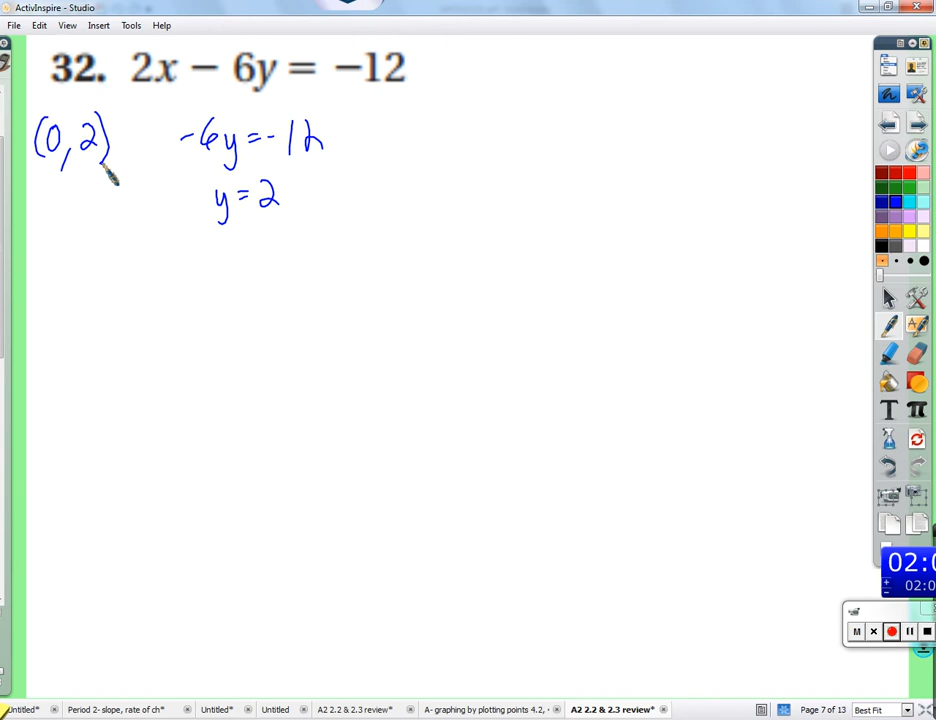 ActivInspire - Studio
File Edit View Insert Tools Help
32. 2x − 6y = −12
(0, 2) -6y = -12
y = 2
02:0
02:0
M
Untitled* Period 2- slope, rate of ch* Untitled* Untitled A2 2.2 & 2.3 review* A- graphing by plotting points 4.2, A2 2.2 & 2.3 review* Page 7 of 13 Best Fit